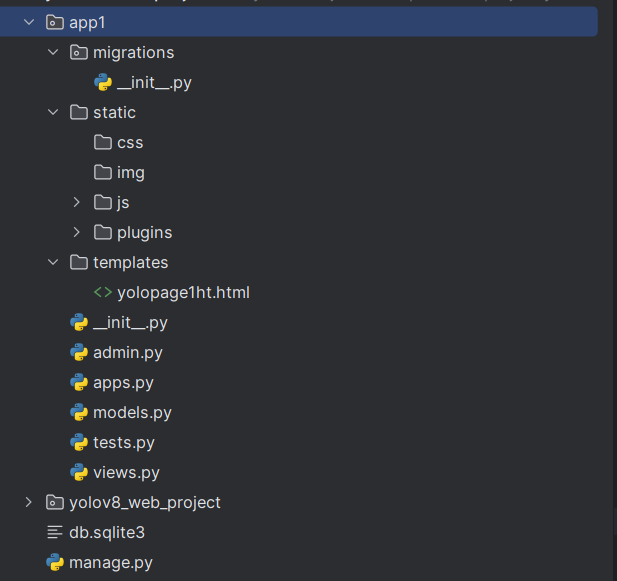 app1
migrations
__init__.py
static
css
img
js
plugins
templates
yolopage1ht.html
__init__.py
admin.py
apps.py
models.py
tests.py
views.py
yolov8_web_project
db.sqlite3
manage.py